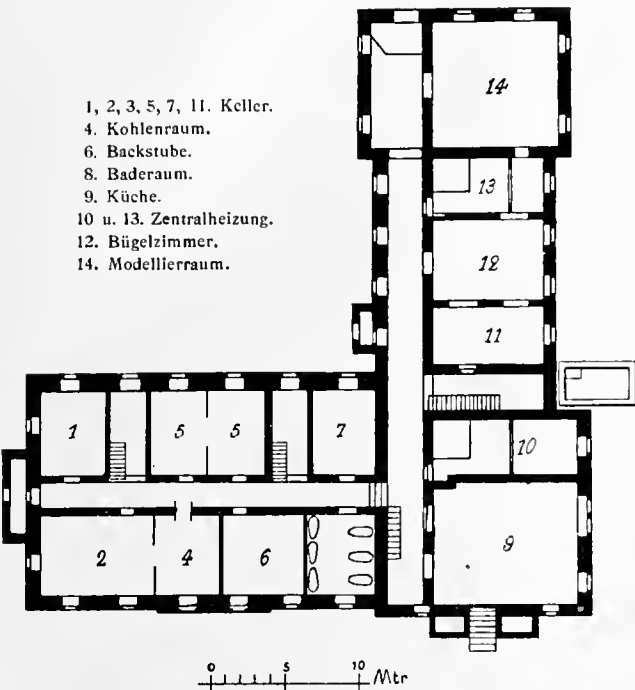 1, 2, 3, 5, 7, 11. Keller.
4. Kohlenraum.
6. Backstube.
8. Baderaum.
9. Küche.
10 u. 13. Zentralheizung.
12. Bügelzimmer.
14. Modellierraum.
14
13
12
11
1 5 5 7
10
2 4 6
9
0 5 10 Mtr